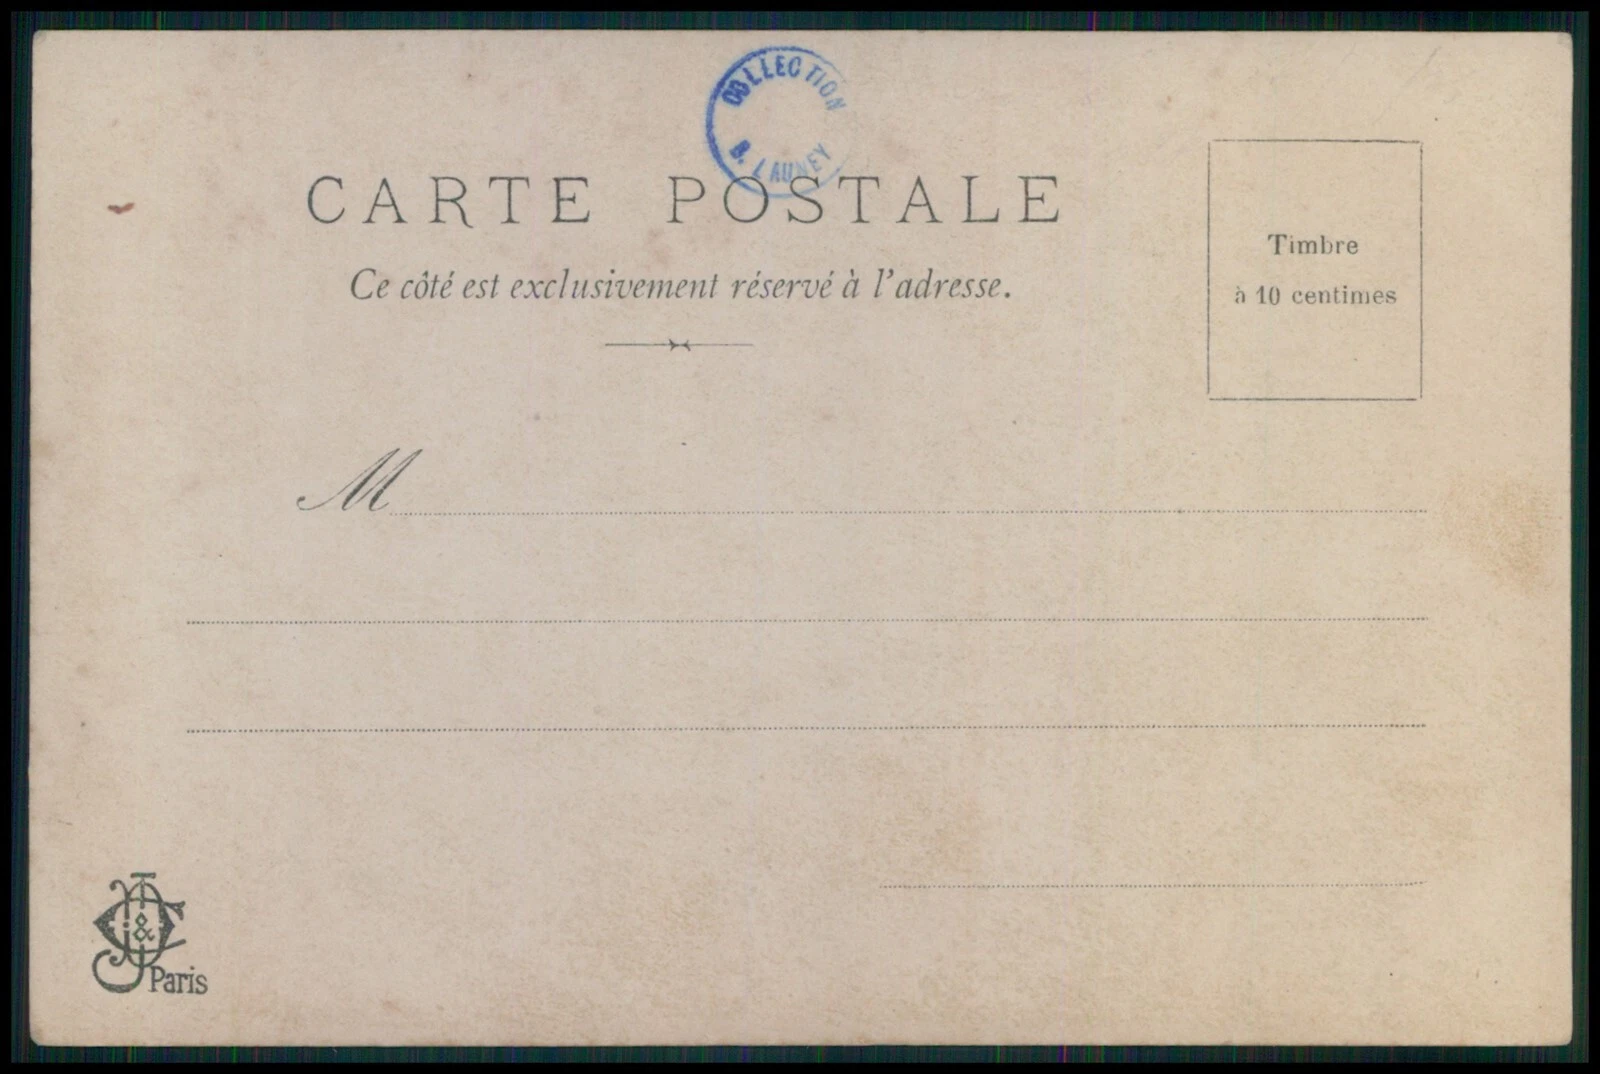 COLLECTION
B. LAUNEY
CARTE POSTALE
Ce côté est exclusivement réservé à l'adresse.
Timbre
à 10 centimes
M
Paris